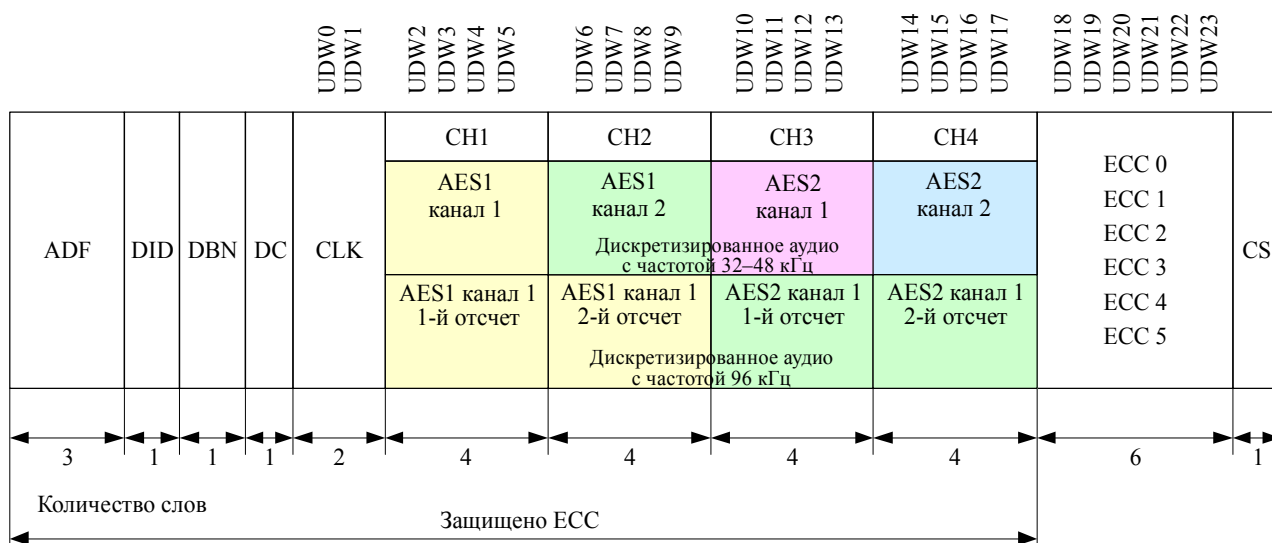 UDW0
UDW1
UDW2
UDW3
UDW4
UDW5
UDW6
UDW7
UDW8
UDW9
UDW10
UDW11
UDW12
UDW13
UDW14
UDW15
UDW16
UDW17
UDW18
UDW19
UDW20
UDW21
UDW22
UDW23
ADF
DID
DBN
DC
CLK
CH1
CH2
CH3
CH4
AES1
канал 1
AES1
канал 2
AES2
канал 1
AES2
канал 2
Дискретизированное аудио
с частотой 32–48 кГц
AES1 канал 1
1-й отсчет
AES1 канал 1
2-й отсчет
AES2 канал 1
1-й отсчет
AES2 канал 1
2-й отсчет
Дискретизированное аудио
с частотой 96 кГц
ECC 0
ECC 1
ECC 2
ECC 3
ECC 4
ECC 5
CS
3
1
1
1
2
4
4
4
4
6
1
Количество слов
Защищено ECC